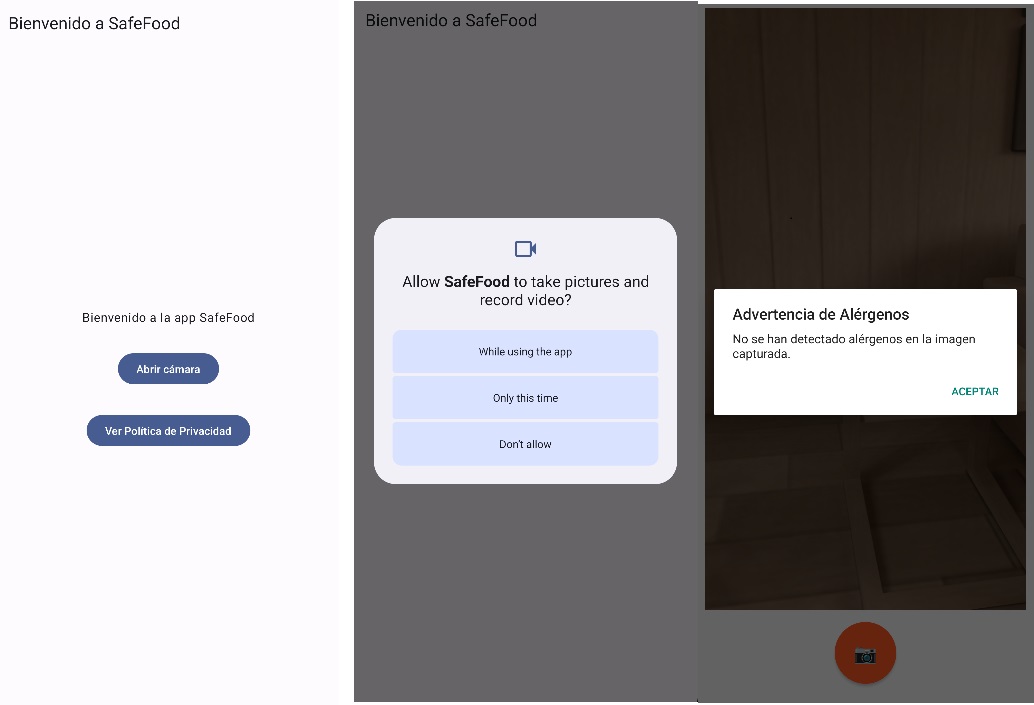 Bienvenido a SafeFood
Bienvenido a la app SafeFood
Abrir cámara
Ver Política de Privacidad
Bienvenido a SafeFood
Allow SafeFood to take pictures and
record video?
While using the app
Only this time
Don't allow
Advertencia de Alérgenos
No se han detectado alérgenos en la imagen
capturada.
ACEPTAR